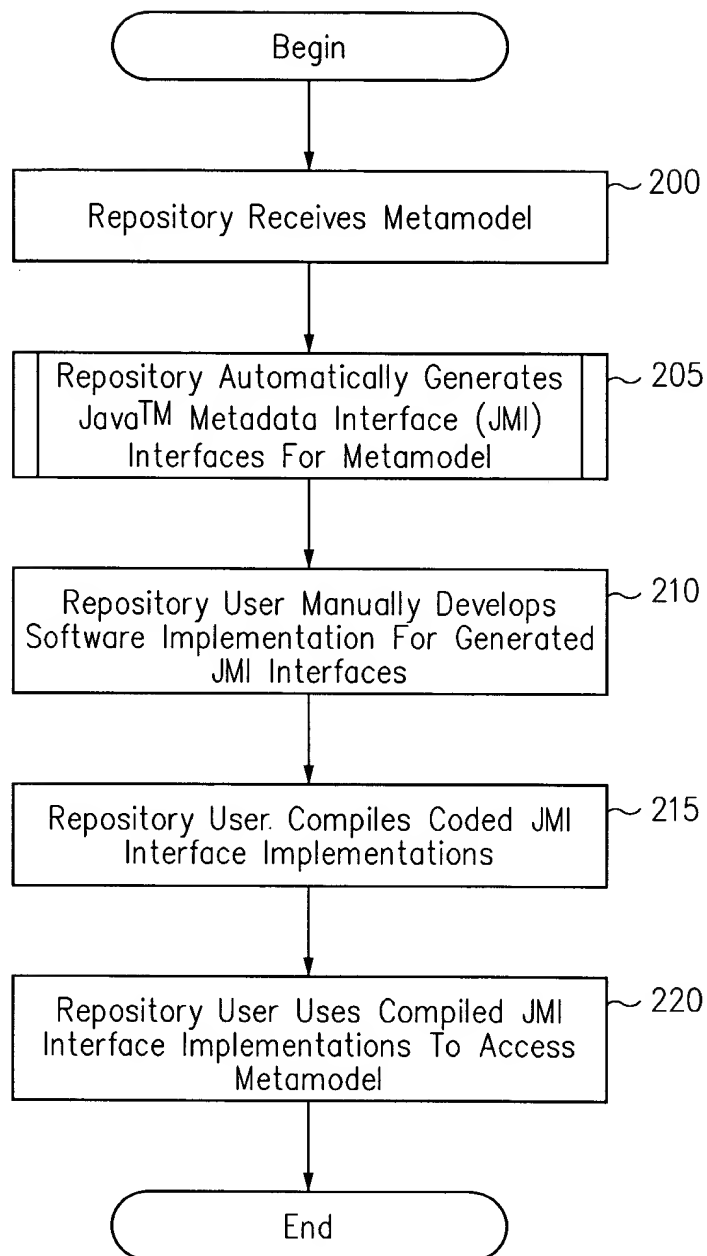 Begin
200
Repository Receives Metamodel
205
Repository Automatically Generates
Java™ Metadata Interface (JMI)
Interfaces For Metamodel
210
Repository User Manually Develops
Software Implementation For Generated
JMI Interfaces
215
Repository User. Compiles Coded JMI
Interface Implementations
220
Repository User Uses Compiled JMI
Interface Implementations To Access
Metamodel
End